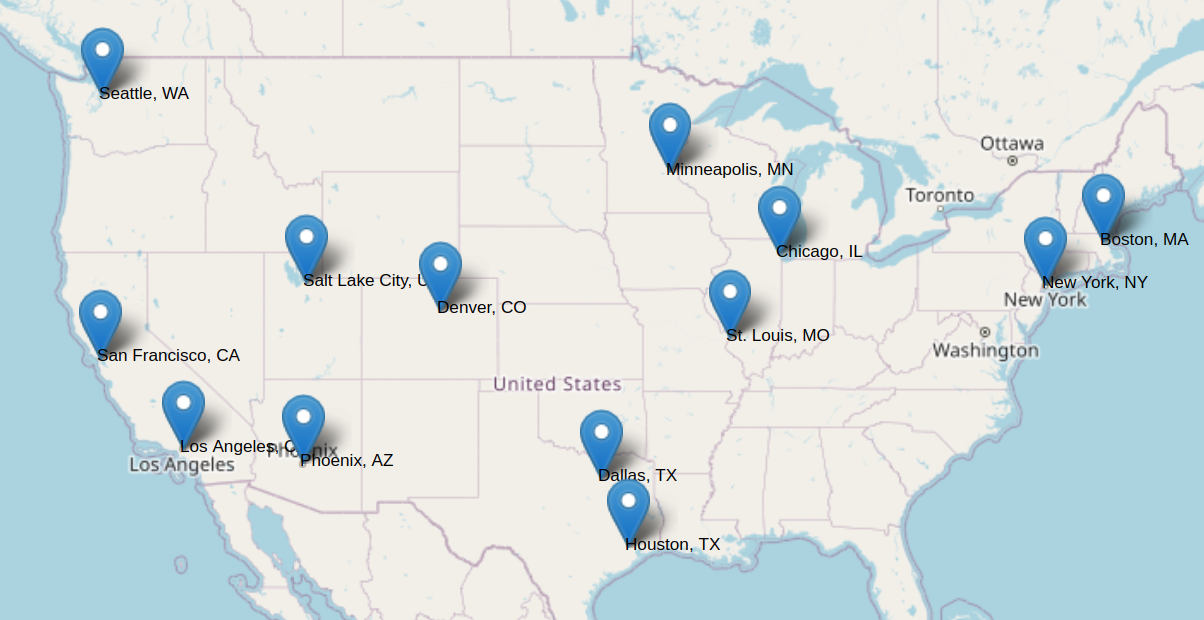 Seattle, WA
Ottawa
Minneapolis, MN
Toronto
Boston, MA
Chicago, IL
Salt Lake City, U
New York, NY
New York
Denver, CO
St. Louis, MO
Washington
San Francisco, CA
United States
Los Angeles, C
Phoenix
Phoenix, AZ
Los Angeles
Dallas, TX
Houston, TX